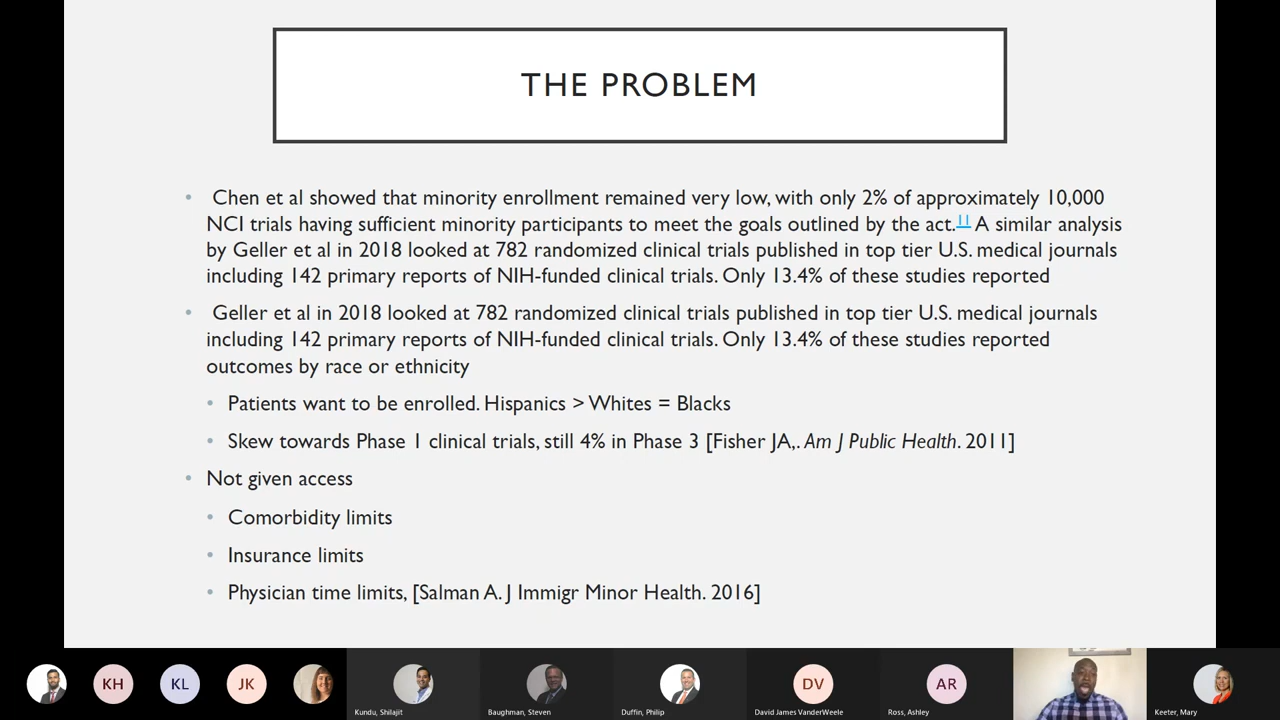 THE PROBLEM
• Chen et al showed that minority enrollment remained very low, with only 2% of approximately 10,000
NCI trials having sufficient minority participants to meet the goals outlined by the act.11 A similar analysis
by Geller et al in 2018 looked at 782 randomized clinical trials published in top tier U.S. medical journals
including 142 primary reports of NIH-funded clinical trials. Only 13.4% of these studies reported
• Geller et al in 2018 looked at 782 randomized clinical trials published in top tier U.S. medical journals
including 142 primary reports of NIH-funded clinical trials. Only 13.4% of these studies reported
outcomes by race or ethnicity
• Patients want to be enrolled. Hispanics > Whites = Blacks
• Skew towards Phase 1 clinical trials, still 4% in Phase 3 [Fisher JA,. Am J Public Health. 2011]
• Not given access
• Comorbidity limits
• Insurance limits
• Physician time limits, [Salman A. J Immigr Minor Health. 2016]
KH
KL
JK
DV
AR
Kundu, Shilajit
Baughman, Steven
Duffin, Philip
David James VanderWeele
Ross, Ashley
Keeter, Mary